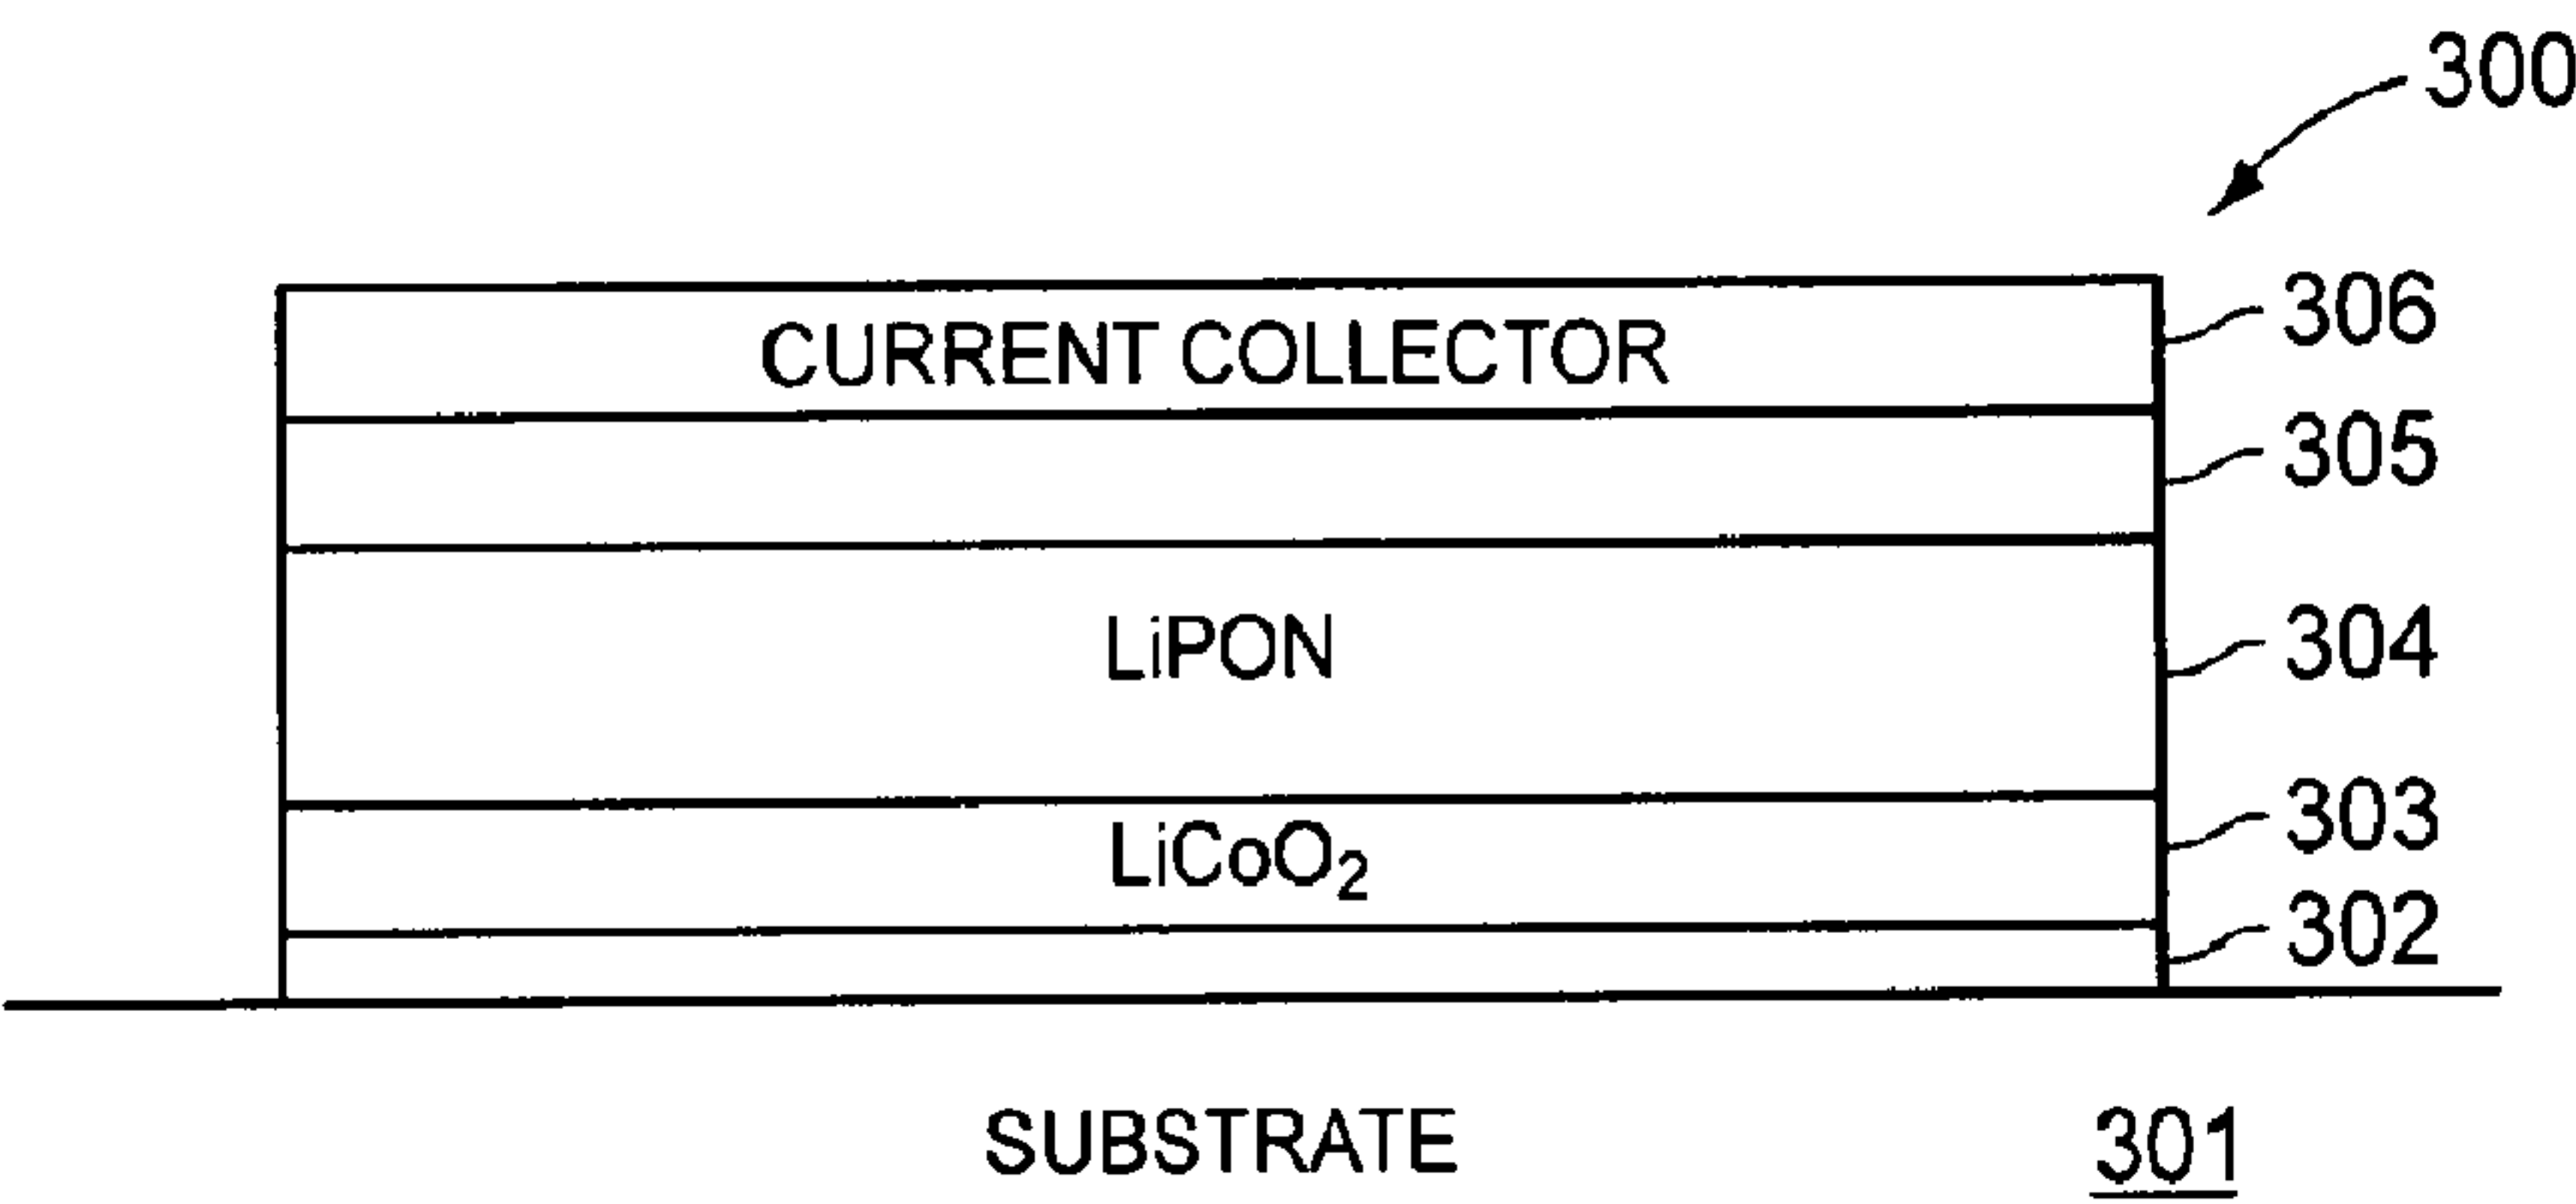 300
CURRENT COLLECTOR 306
305
LiPON 304
LiCoO₂ 303
302
SUBSTRATE 301